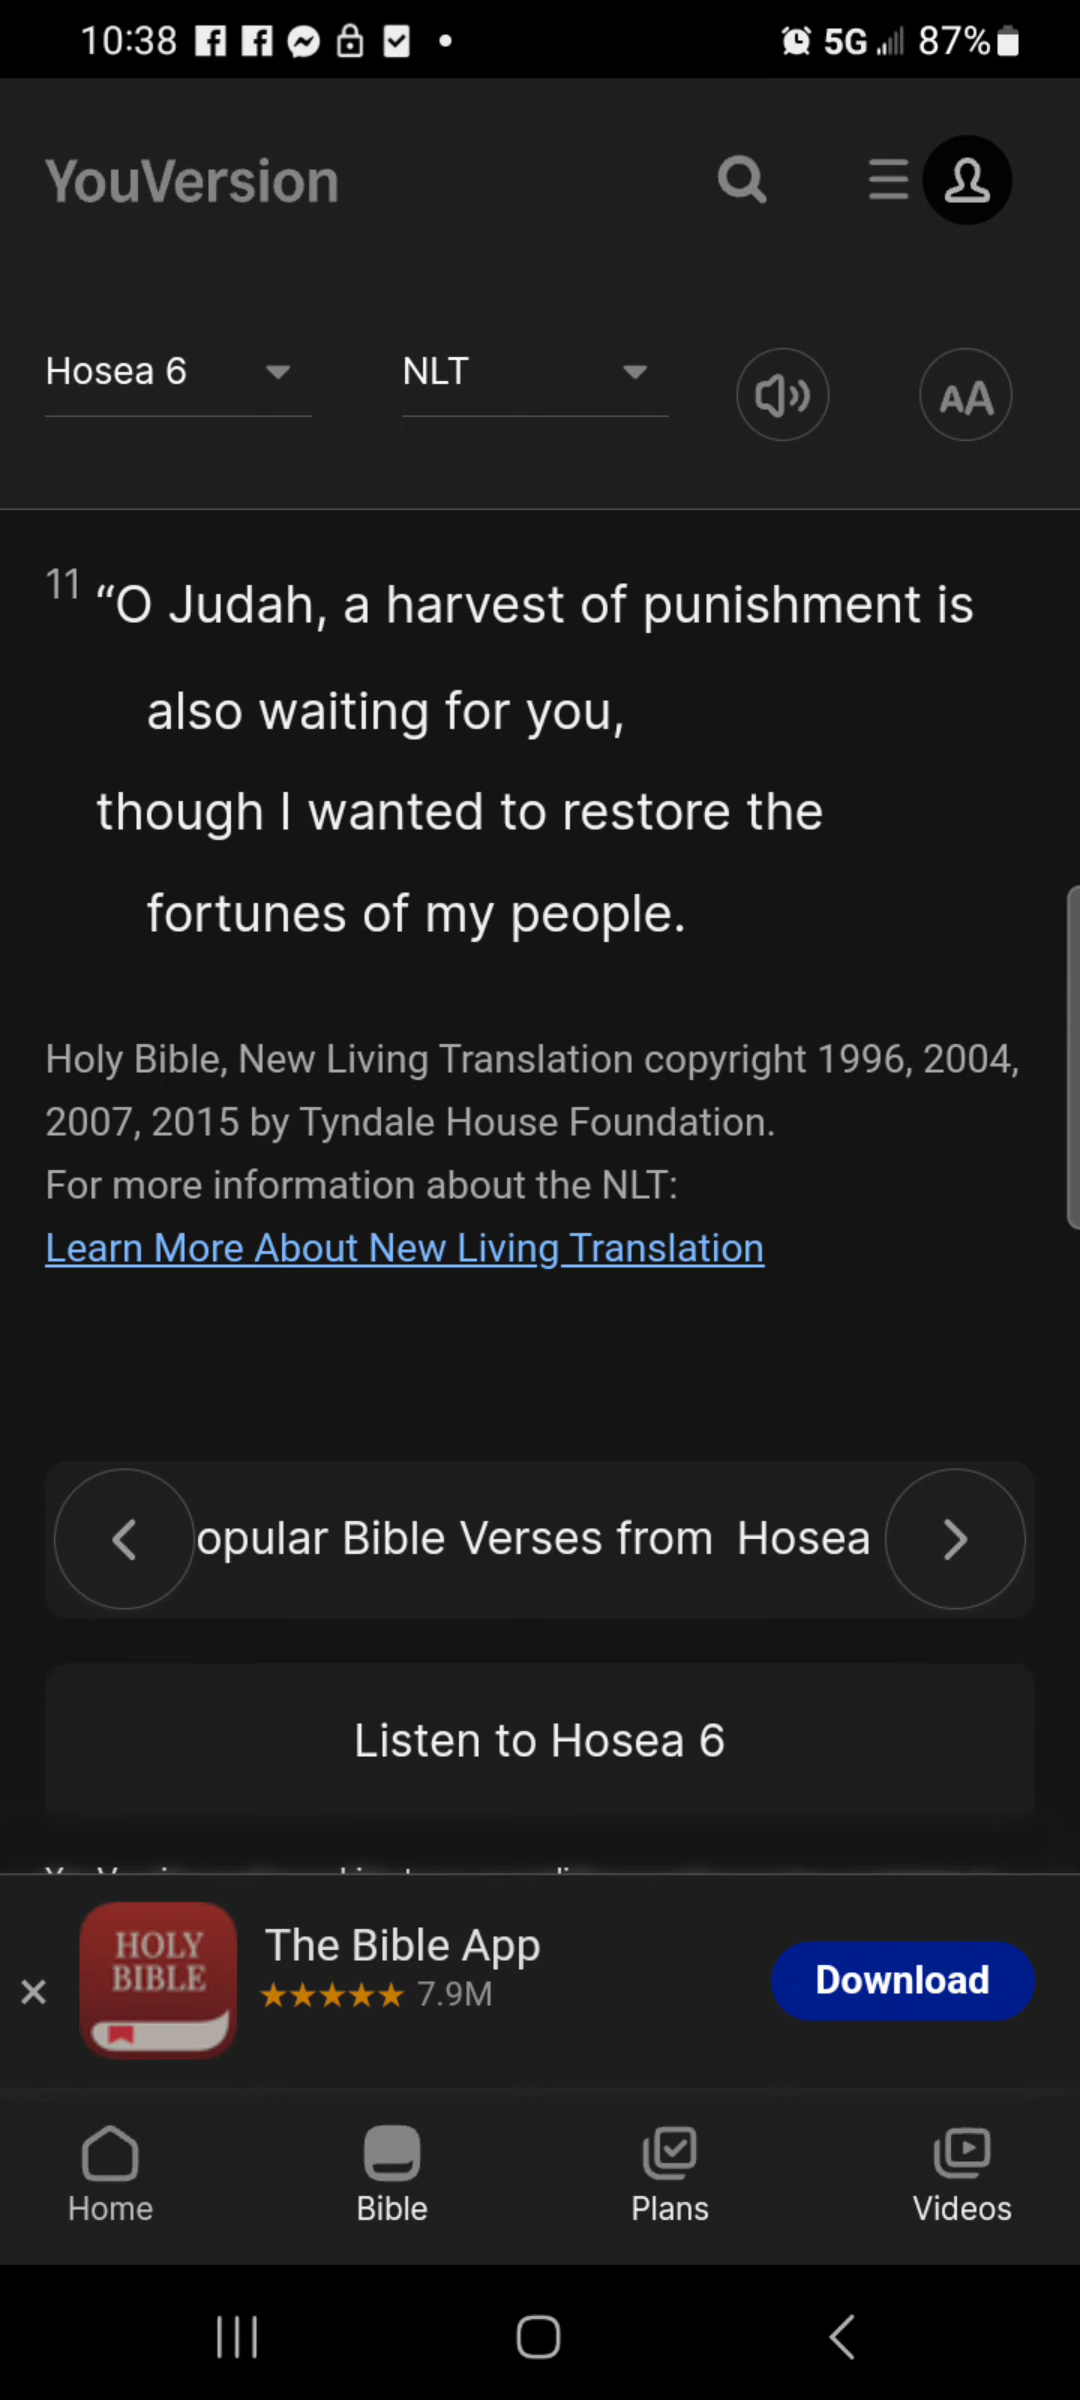 10:38 5G 87%
YouVersion
Hosea 6 NLT AA
11 “O Judah, a harvest of punishment is
also waiting for you,
though I wanted to restore the
fortunes of my people.
Holy Bible, New Living Translation copyright 1996, 2004,
2007, 2015 by Tyndale House Foundation.
For more information about the NLT:
Learn More About New Living Translation
opular Bible Verses from Hosea
Listen to Hosea 6
HOLY
BIBLE
The Bible App
★★★★★ 7.9M
Download
Home Bible Plans Videos